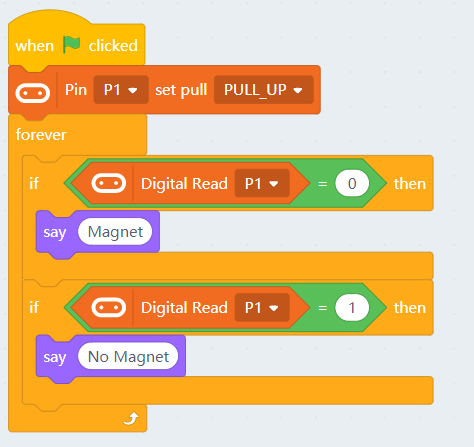 when clicked
Pin P1 set pull PULL_UP
forever
if Digital Read P1 = 0 then
say Magnet
if Digital Read P1 = 1 then
say No Magnet